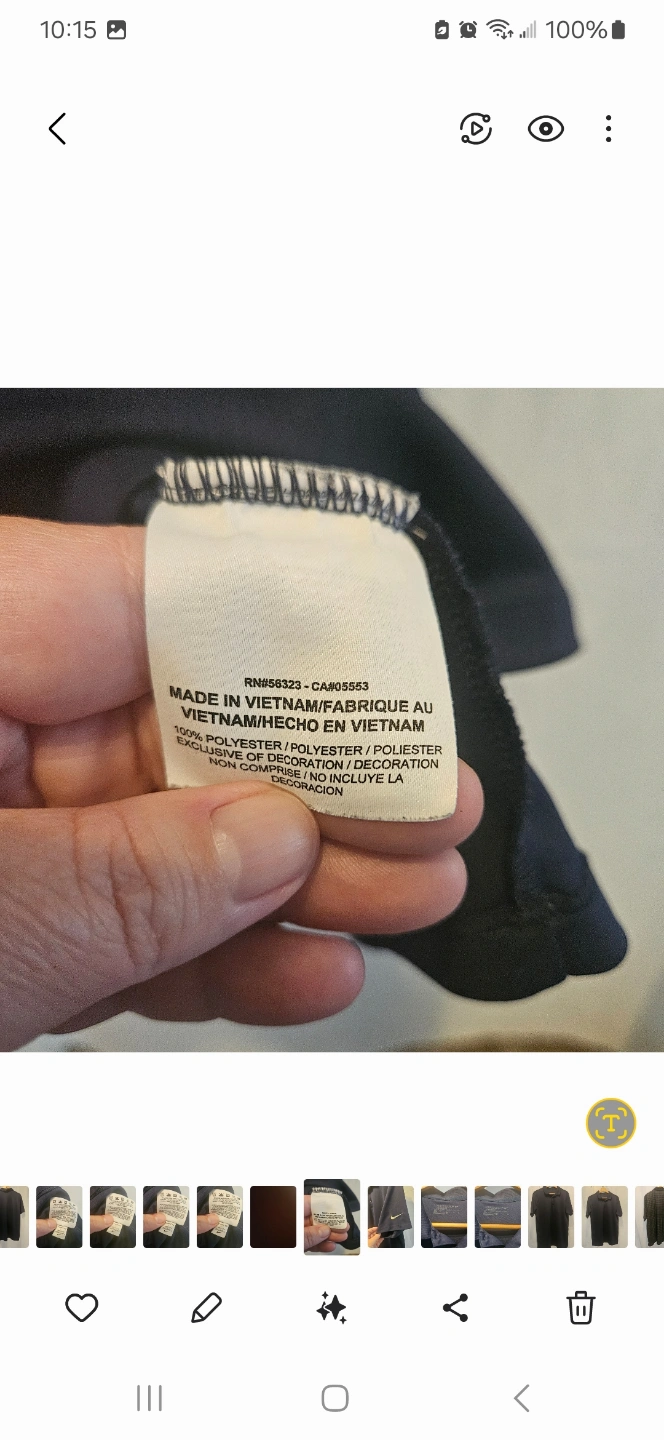 10:15
100%
RN#56323 - CA#05553
MADE IN VIETNAM/FABRIQUE AU
VIETNAM/HECHO EN VIETNAM
100% POLYESTER / POLYESTER / POLIESTER
EXCLUSIVE OF DECORATION / DECORATION
NON COMPRISE / NO INCLUYE LA
DECORACION
T